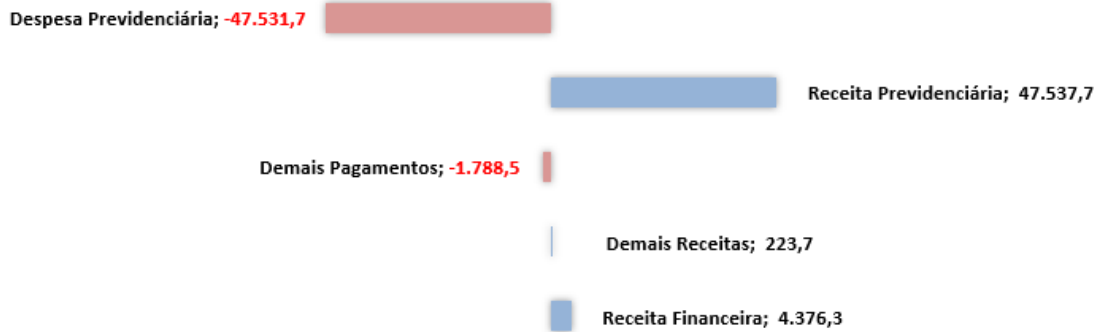 Despesa Previdenciária; -47.531,7
Receita Previdenciária; 47.537,7
Demais Pagamentos; -1.788,5
Demais Receitas; 223,7
Receita Financeira; 4.376,3